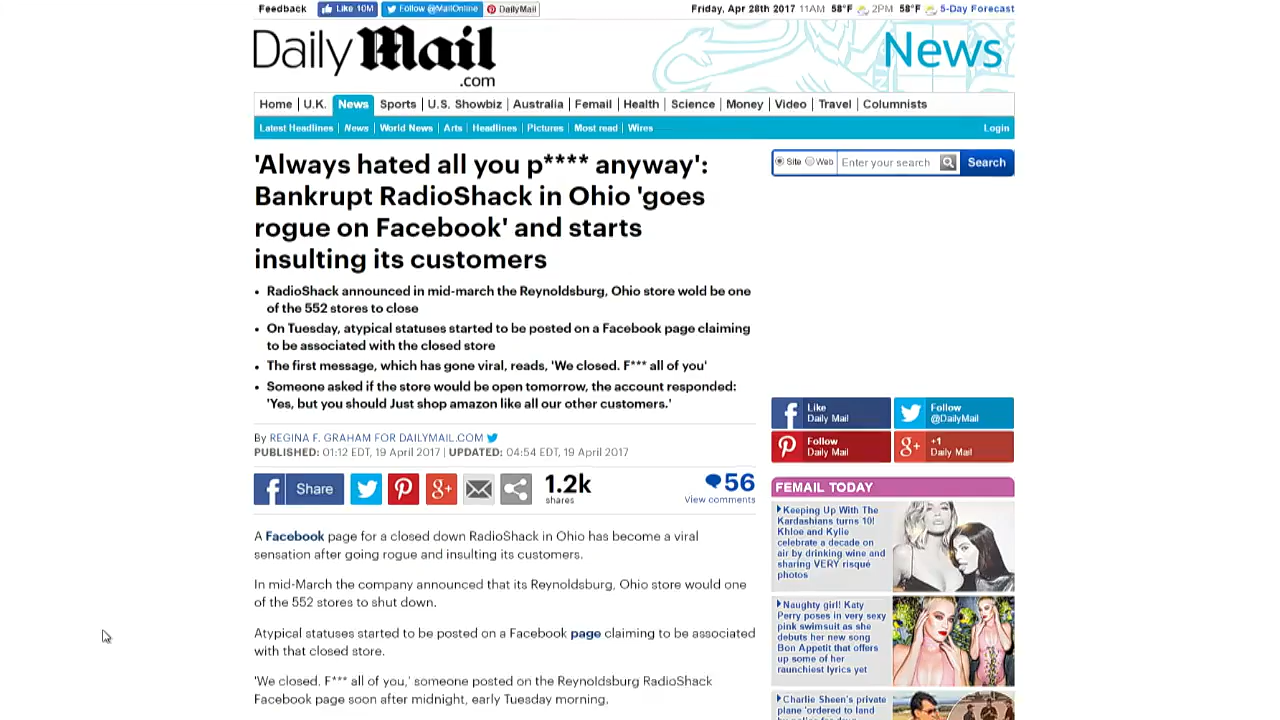 Feedback Like 10M Follow @MailOnline DailyMail Friday, Apr 28th 2017 11AM 58°F 2PM 58°F 5-Day Forecast
Daily Mail .com News
Home U.K. News Sports U.S. Showbiz Australia Femail Health Science Money Video Travel Columnists
Latest Headlines News World News Arts Headlines Pictures Most read Wires Login
'Always hated all you p**** anyway':
Bankrupt RadioShack in Ohio 'goes
rogue on Facebook' and starts
insulting its customers
• RadioShack announced in mid-march the Reynoldsburg, Ohio store wold be one
of the 552 stores to close
• On Tuesday, atypical statuses started to be posted on a Facebook page claiming
to be associated with the closed store
• The first message, which has gone viral, reads, 'We closed. F*** all of you'
• Someone asked if the store would be open tomorrow, the account responded:
'Yes, but you should Just shop amazon like all our other customers.'
By REGINA F. GRAHAM FOR DAILYMAIL.COM
PUBLISHED: 01:12 EDT, 19 April 2017 | UPDATED: 04:54 EDT, 19 April 2017
Share 1.2k shares 56 View comments
A Facebook page for a closed down RadioShack in Ohio has become a viral
sensation after going rogue and insulting its customers.
In mid-March the company announced that its Reynoldsburg, Ohio store would one
of the 552 stores to shut down.
Atypical statuses started to be posted on a Facebook page claiming to be associated
with that closed store.
'We closed. F*** all of you,' someone posted on the Reynoldsburg RadioShack
Facebook page soon after midnight, early Tuesday morning.
Site Web Enter your search Search
Like
Daily Mail
Follow
@DailyMail
Follow
Daily Mail
+1
Daily Mail
FEMAIL TODAY
Keeping Up With The
Kardashians turns 10!
Khloe and Kylie
celebrate a decade on
air by drinking wine and
sharing VERY risqué
photos
Naughty girl! Katy
Perry poses in very sexy
pink swimsuit as she
debuts her new song
Bon Appetit that offers
up some of her
raunchiest lyrics yet
Charlie Sheen's private
plane 'ordered to land